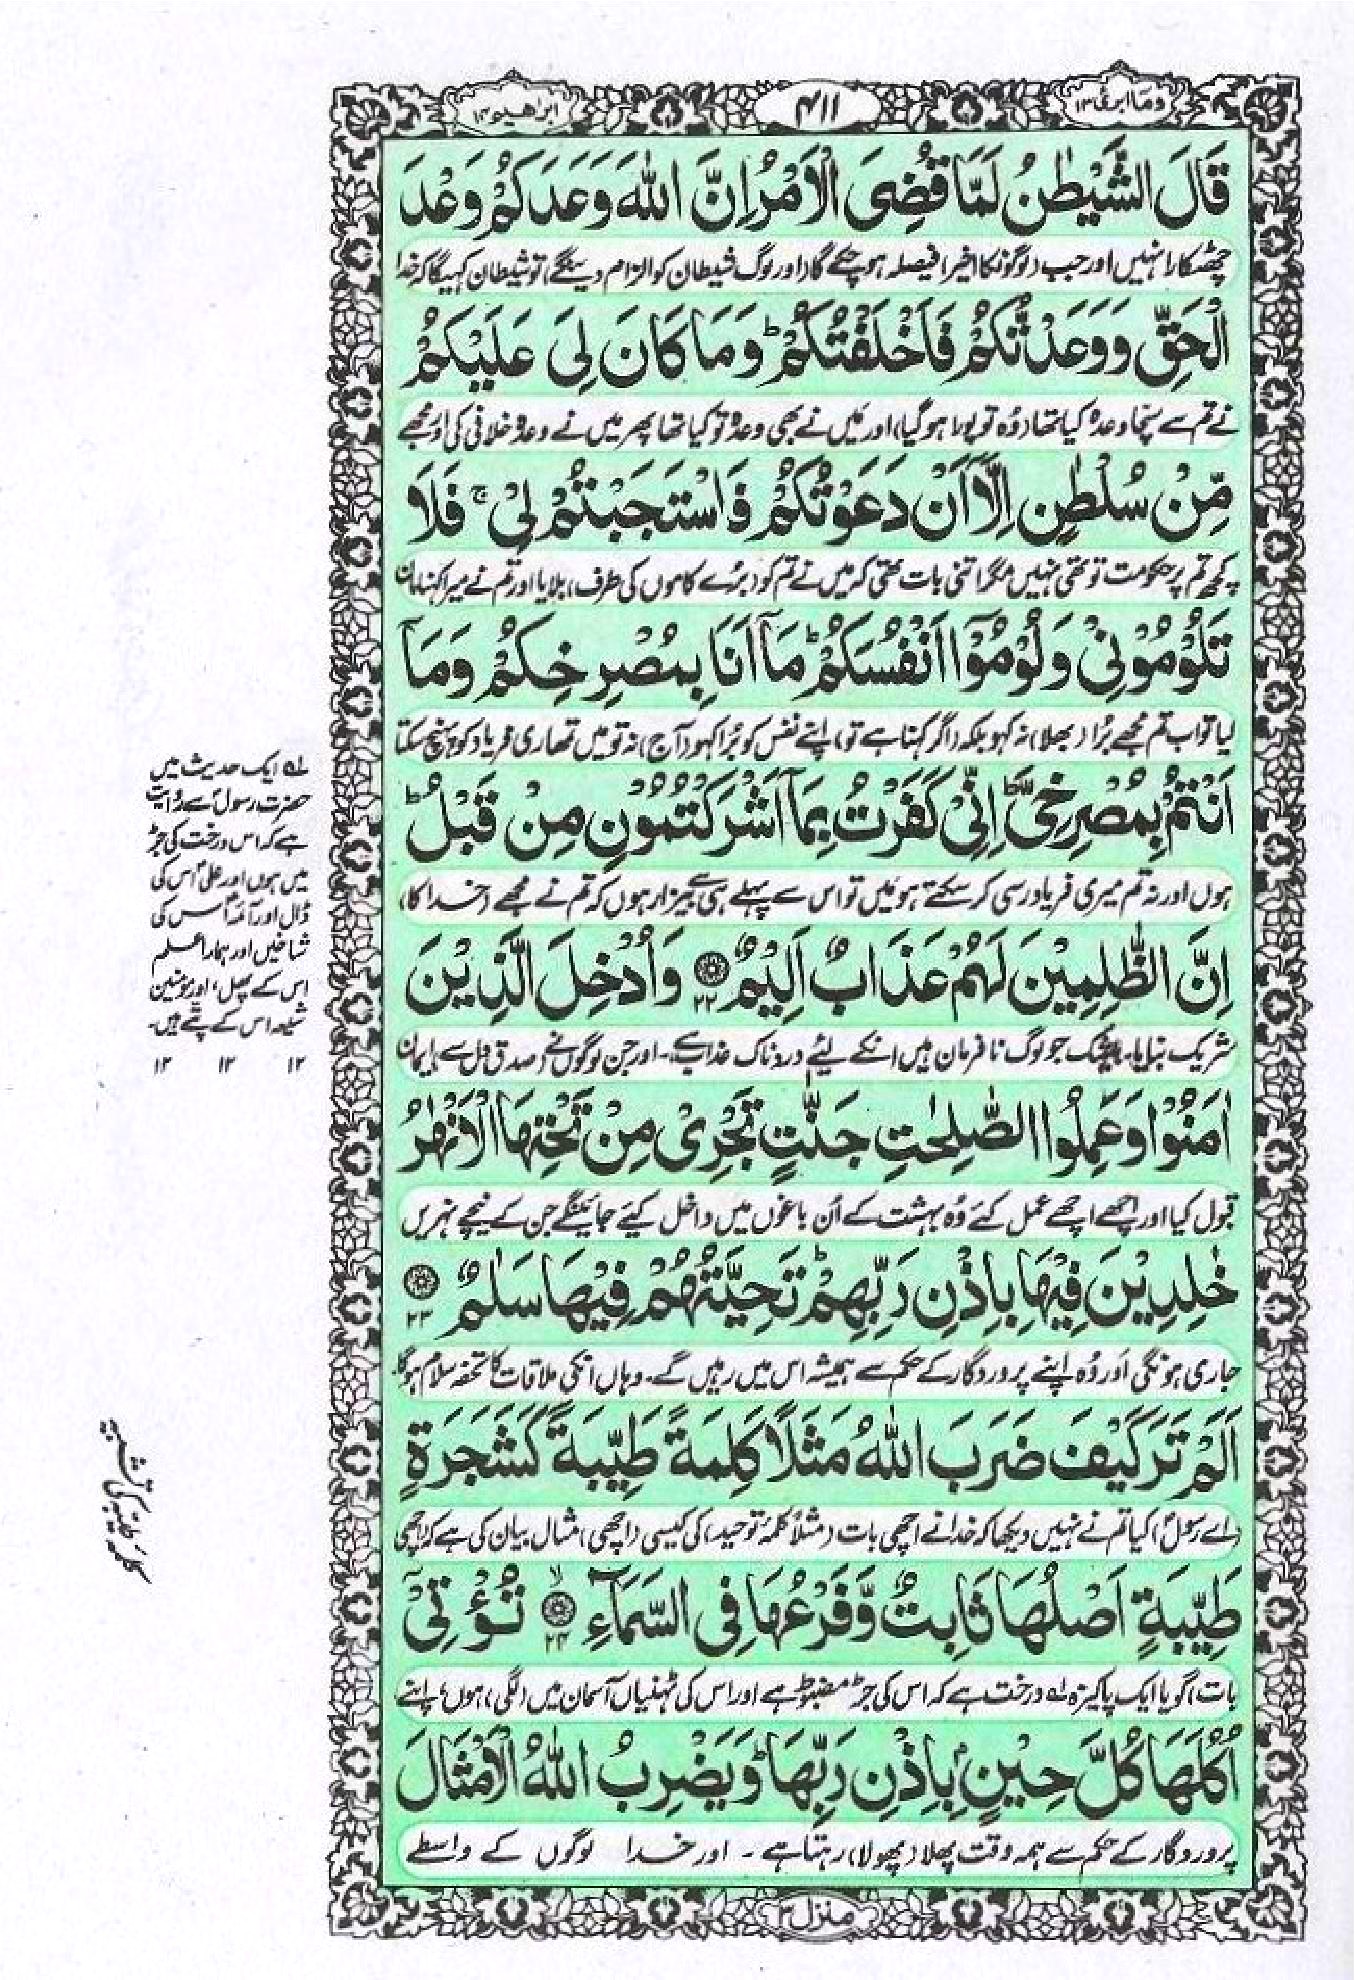 وما ابرئ ۱۳
۴۱۱
ابراھیم ۱۴
قَالَ الشَّيْطٰنُ لَمَّا قُضِىَ الْاَمْرُ اِنَّ اللّٰهَ وَعَدَكُمْ وَعْدَ
چھٹکارا نہیں اور جب (لوگوں کا اخیر) فیصلہ ہو چکے گا (اور لوگ شیطان کو الزام دینگے) تو شیطان کہیگا کہ خدا
الْحَقِّ وَوَعَدْتُّكُمْ فَاَخْلَفْتُكُمْ ؕ وَمَا كَانَ لِىَ عَلَيْكُمْ
نے تم سے سچا وعدہ کیا تھا (وہ تو پورا ہو گیا) اور میں نے بھی وعدہ تو کیا تھا پھر میں نے وعدہ خلافی کی اور مجھے
مِّنْ سُلْطٰنٍ اِلَّاۤ اَنْ دَعَوْتُكُمْ فَاسْتَجَبْتُمْ لِىْ ۚ فَلَا
کچھ تم پر حکومت تو تھی نہیں مگر اتنی بات تھی کہ میں نے تم کو (بُرے کاموں کی طرف) بلایا اور تم نے میرا کہنا مان
تَلُوْمُوْنِىْ وَلُوْمُوْۤا اَنْفُسَكُمْ ؕ مَاۤ اَنَا بِمُصْرِخِكُمْ وَمَاۤ
لیا تو اب تم مجھے بُرا (بھلا) نہ کہو بلکہ (اگر کہنا ہے تو) اپنے نفس کو بُرا کہو (آج) نہ تو میں تمھاری فریاد کو پہنچ سکتا
اَنْتُمْ بِمُصْرِخِىَّ ؕ اِنِّىْ كَفَرْتُ بِمَاۤ اَشْرَكْتُمُوْنِ مِنْ قَبْلُ ؕ
ہوں اور نہ تم میری فریاد رسی کر سکتے ہو میں تو اس سے پہلے ہی سے بیزار ہوں کہ تم نے مجھے (خدا کا)
اِنَّ الظّٰلِمِيْنَ لَهُمْ عَذَابٌ اَلِيْمٌ ۲۲ وَاُدْخِلَ الَّذِيْنَ
شریک بنایا۔ بیشک جو لوگ نا فرمان ہیں انکے لیے دردناک عذاب ہے۔ اور جن لوگوں نے (صدق دل سے) ایمان
اٰمَنُوْا وَعَمِلُوا الصّٰلِحٰتِ جَنّٰتٍ تَجْرِىْ مِنْ تَحْتِهَا الْاَنْهٰرُ
قبول کیا اور اچھے اچھے عمل کئے وہ بہشت کے اُن باغوں میں داخل کیے جائینگے جن کے نیچے نہریں
خٰلِدِيْنَ فِيْهَا بِاِذْنِ رَبِّهِمْ ؕ تَحِيَّتُهُمْ فِيْهَا سَلٰمٌ ۲۳
جاری ہونگی اور وہ اپنے پروردگار کے حکم سے ہمیشہ اس میں رہیں گے۔ وہاں انکی ملاقات کا تحفہ سلام ہوگا۔
اَلَمْ تَرَ كَيْفَ ضَرَبَ اللّٰهُ مَثَلًا كَلِمَةً طَيِّبَةً كَشَجَرَةٍ
(اے رسول) کیا تم نے نہیں دیکھا کہ خدا نے اچھی بات (مثلاً کلمۂ توحید) کی کیسی (اچھی) مثال بیان کی ہے کہ (اچھی
طَيِّبَةٍ اَصْلُهَا ثَابِتٌ وَّفَرْعُهَا فِى السَّمَآءِ ۙ ۲۴ تُؤْتِىْۤ
بات) گویا ایک پاکیزہ لہ درخت ہے کہ اس کی جڑ مضبوط ہے اور اس کی ٹہنیاں آسمان میں (لگی) ہوں اپنے
اُكُلَهَا كُلَّ حِيْنٍۢ بِاِذْنِ رَبِّهَا ؕ وَيَضْرِبُ اللّٰهُ الْاَمْثَالَ
پروردگار کے حکم سے ہمہ وقت پھلا (پھولا) رہتا ہے۔ اور خدا لوگوں کے واسطے
منزل ۳
لہ ایک حدیث میں
حضرت رسول سے روایت
ہے کہ اس درخت کی جڑ
میں ہوں اور علی اس کی
ڈال اور آئمہ اس کی
شاخیں اور ہمارا علم
اس کے پھل، اور مومنین
شیعہ اس کے پتے ہیں۔
۱۲ ۱۲ ۱۲